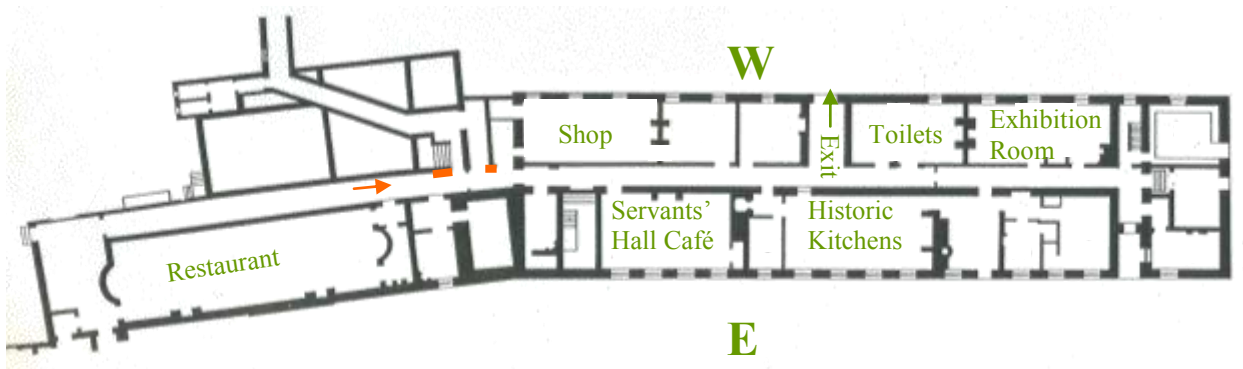 W
Shop
Exit
Toilets
Exhibition
Room
Servants’
Hall Café
Historic
Kitchens
Restaurant
E